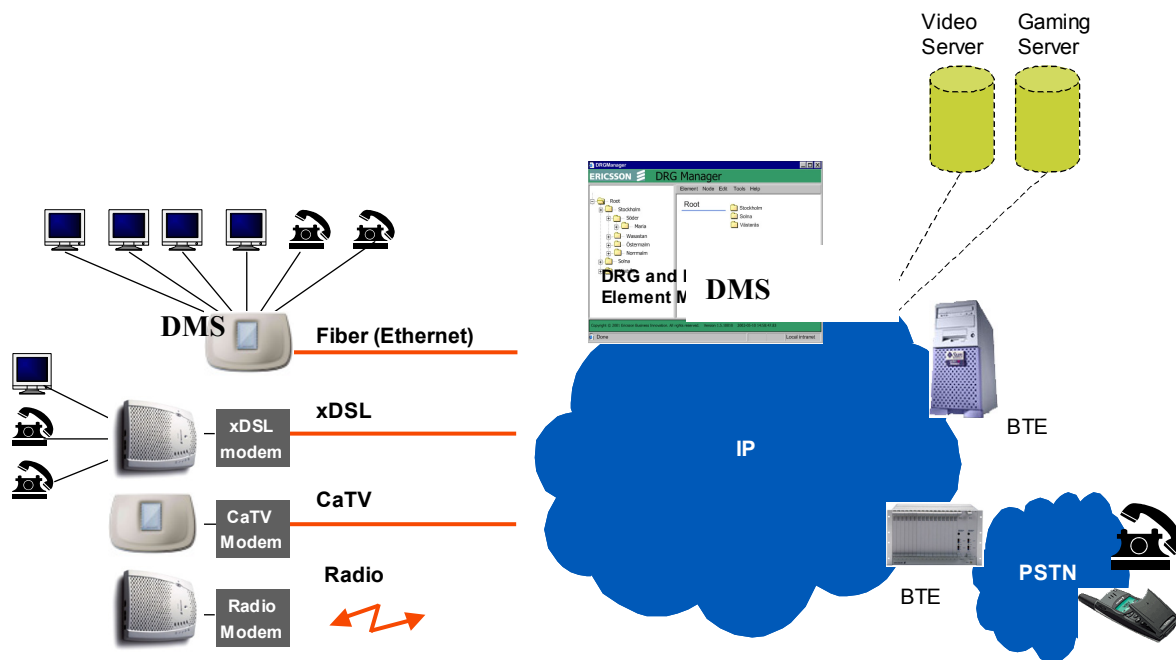 Video
Server
Gaming
Server
DRGManager
ERICSSON
DRG Manager
Element Node Edit Tools Help
Root
Stockholm
Söder
Maria
Wasastan
Östermalm
Norrmalm
Solna
Root
Stockholm
Solna
Västerås
DRG and
Element M
DMS
Done
Local intranet
DMS
Fiber (Ethernet)
xDSL
xDSL
modem
CaTV
CaTV
Modem
Radio
Radio
Modem
IP
BTE
BTE
PSTN